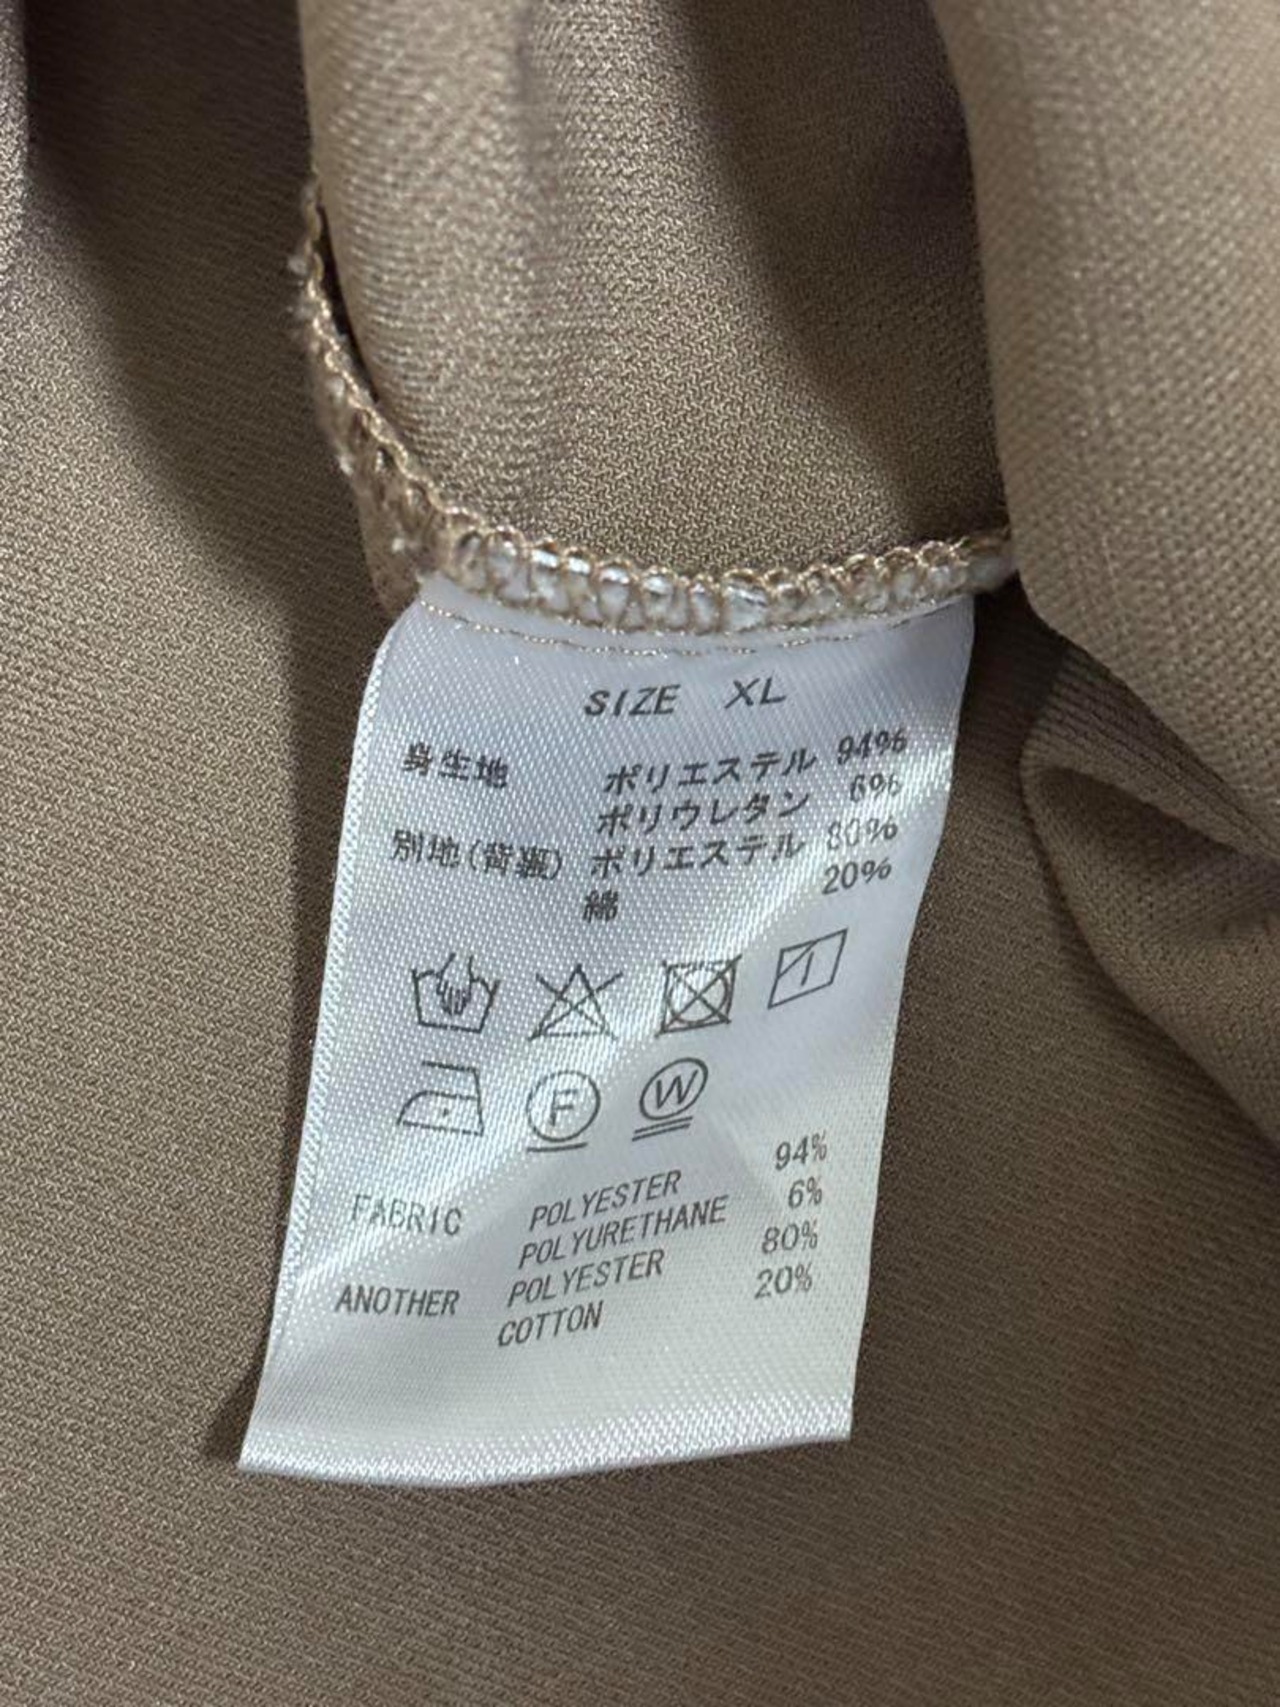 SIZE XL
身生地 ポリエステル 94%
ポリウレタン 6%
別地(背裏) ポリエステル 80%
綿 20%
F W
FABRIC POLYESTER 94%
POLYURETHANE 6%
ANOTHER POLYESTER 80%
COTTON 20%